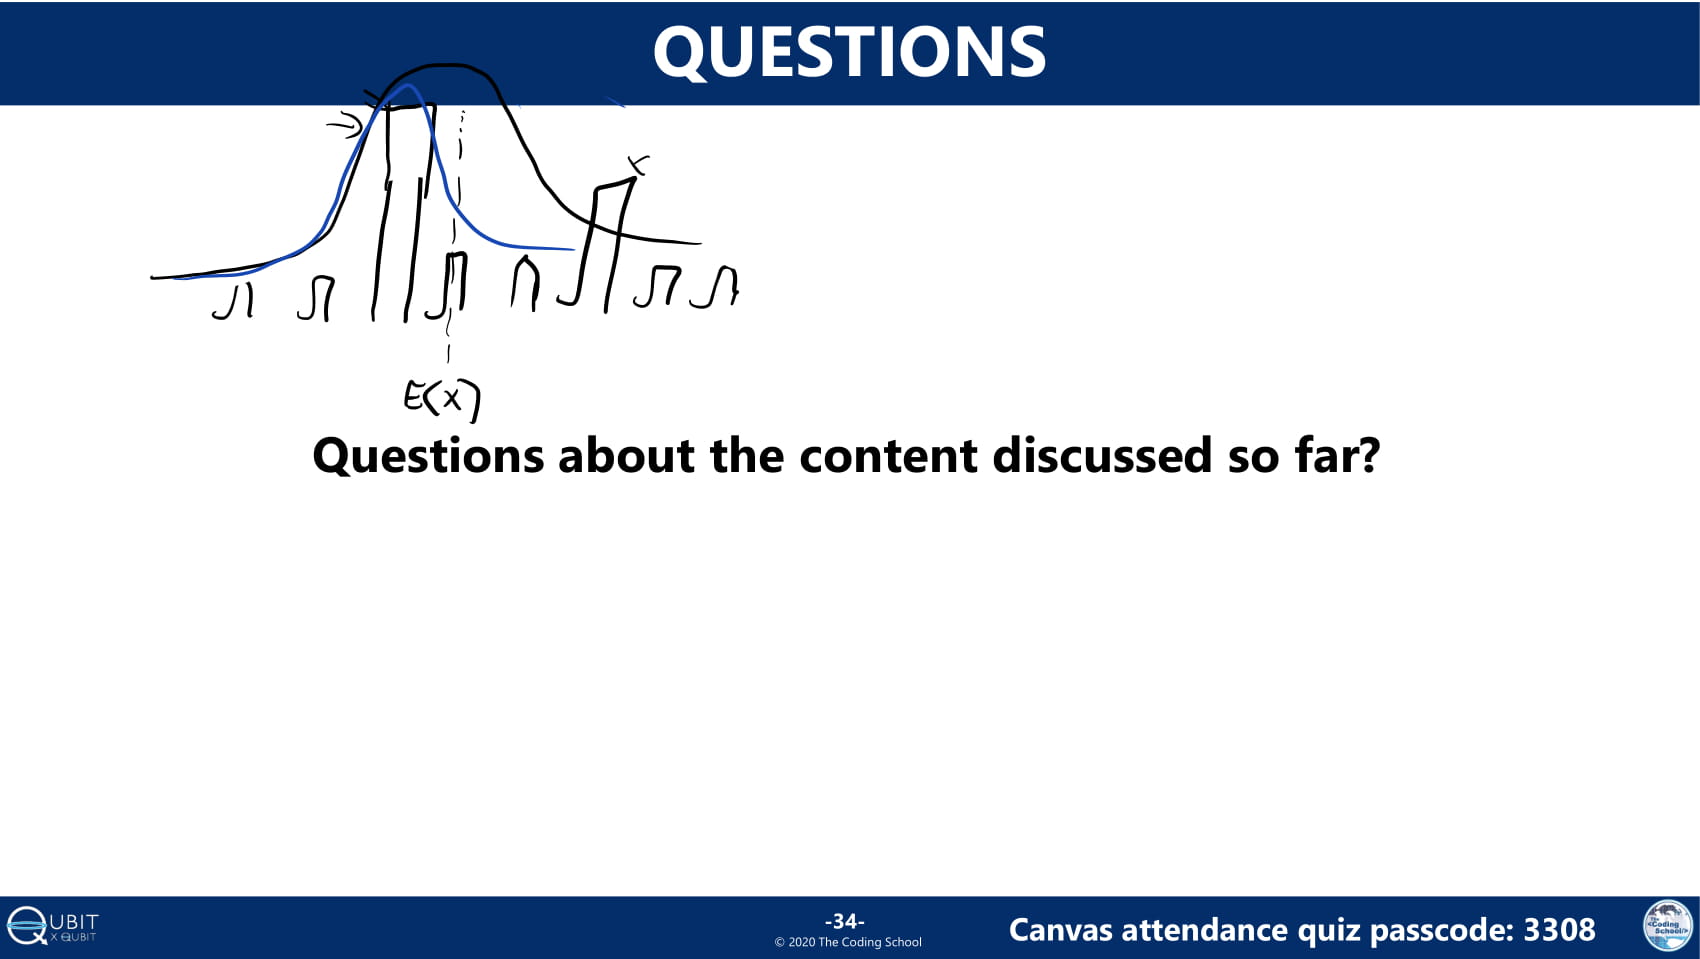 QUESTIONS
E(X)
Questions about the content discussed so far?
QUBIT
X QUBIT
-34-
© 2020 The Coding School
Canvas attendance quiz passcode: 3308
The
<Coding
School/>